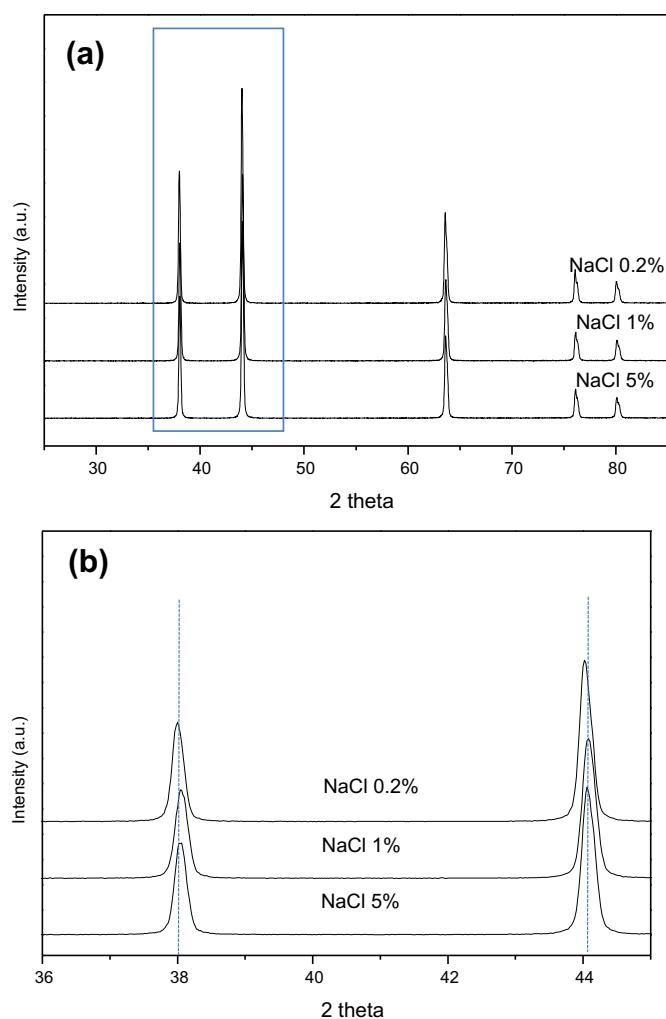 (a)
Intensity (a.u.)
NaCl 0.2%
NaCl 1%
NaCl 5%
30 40 50 60 70 80
2 theta
(b)
Intensity (a.u.)
NaCl 0.2%
NaCl 1%
NaCl 5%
36 38 40 42 44
2 theta